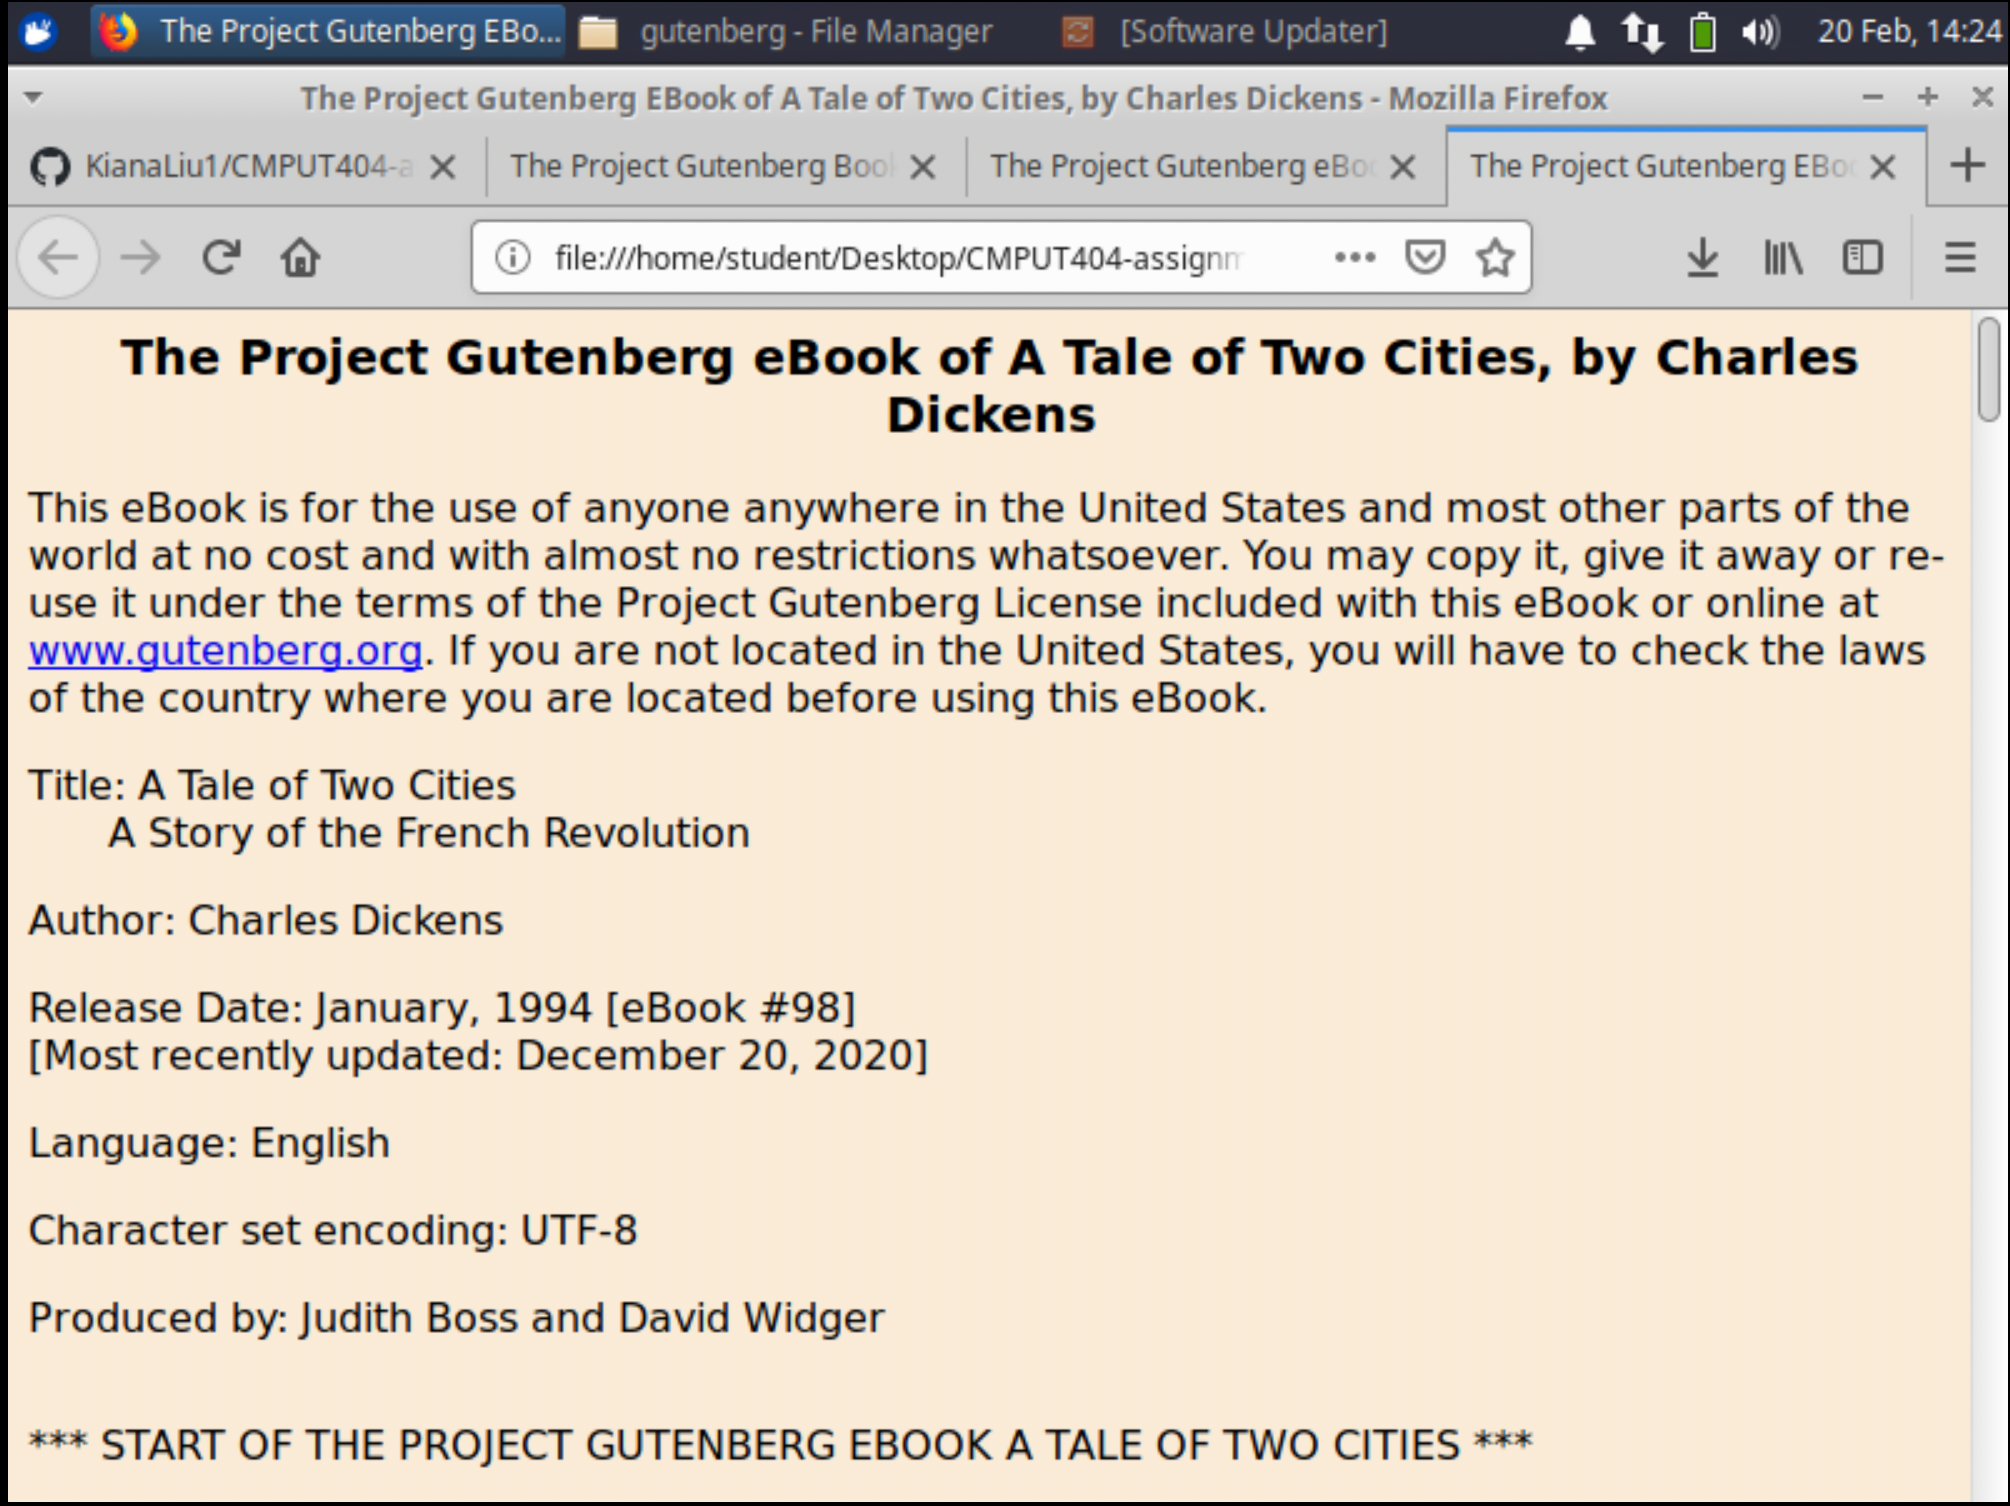 The Project Gutenberg EBo...
gutenberg - File Manager
[Software Updater]
20 Feb, 14:24
The Project Gutenberg EBook of A Tale of Two Cities, by Charles Dickens - Mozilla Firefox
KianaLiu1/CMPUT404-a
The Project Gutenberg Boo
The Project Gutenberg eBo
The Project Gutenberg EBo
file:///home/student/Desktop/CMPUT404-assignm
The Project Gutenberg eBook of A Tale of Two Cities, by Charles
Dickens
This eBook is for the use of anyone anywhere in the United States and most other parts of the
world at no cost and with almost no restrictions whatsoever. You may copy it, give it away or re-
use it under the terms of the Project Gutenberg License included with this eBook or online at
www.gutenberg.org. If you are not located in the United States, you will have to check the laws
of the country where you are located before using this eBook.
Title: A Tale of Two Cities
A Story of the French Revolution
Author: Charles Dickens
Release Date: January, 1994 [eBook #98]
[Most recently updated: December 20, 2020]
Language: English
Character set encoding: UTF-8
Produced by: Judith Boss and David Widger
*** START OF THE PROJECT GUTENBERG EBOOK A TALE OF TWO CITIES ***